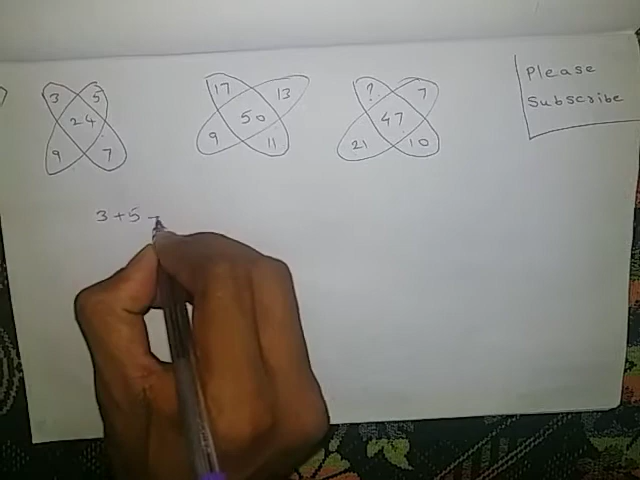 3 5 24 9 7
17 13 50 9 11
? 7 47 21 10
Please
Subscribe
3 + 5 -